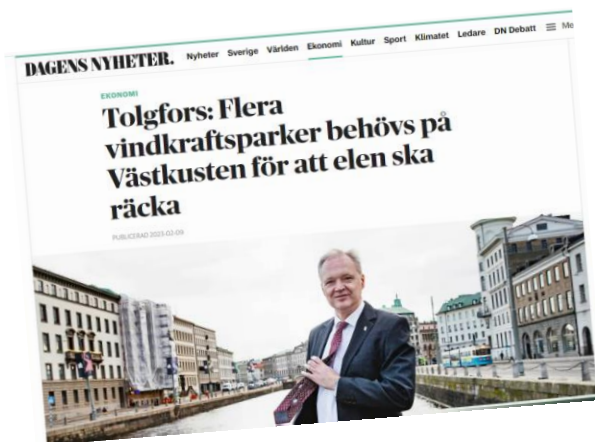 DAGENS NYHETER.
Nyheter Sverige Världen Ekonomi Kultur Sport Klimatet Ledare DN Debatt
EKONOMI
Tolgfors: Flera
vindkraftsparker behövs på
Västkusten för att elen ska
räcka
PUBLICERAD 2023-02-09